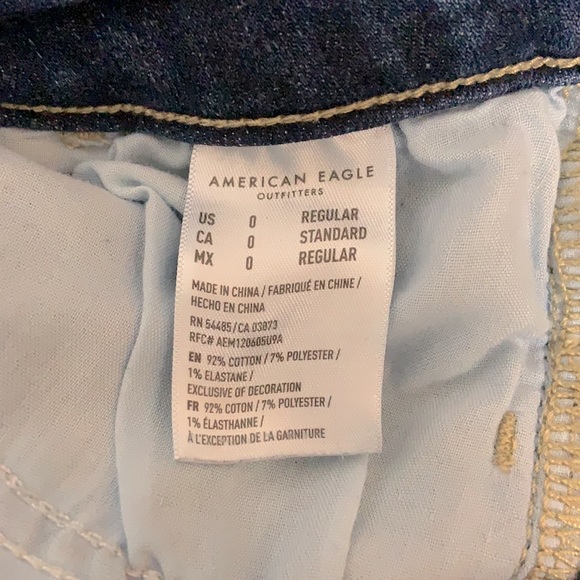 AMERICAN EAGLE
OUTFITTERS
US 0 REGULAR
CA 0 STANDARD
MX 0 REGULAR
MADE IN CHINA / FABRIQUÉ EN CHINE /
HECHO EN CHINA
RN 54485/CA 03873
RFC# AEM120605U9A
EN 92% COTTON / 7% POLYESTER /
1% ELASTANE /
EXCLUSIVE OF DECORATION
FR 92% COTON / 7% POLYESTER /
1% ÉLASTHANNE /
À L'EXCEPTION DE LA GARNITURE